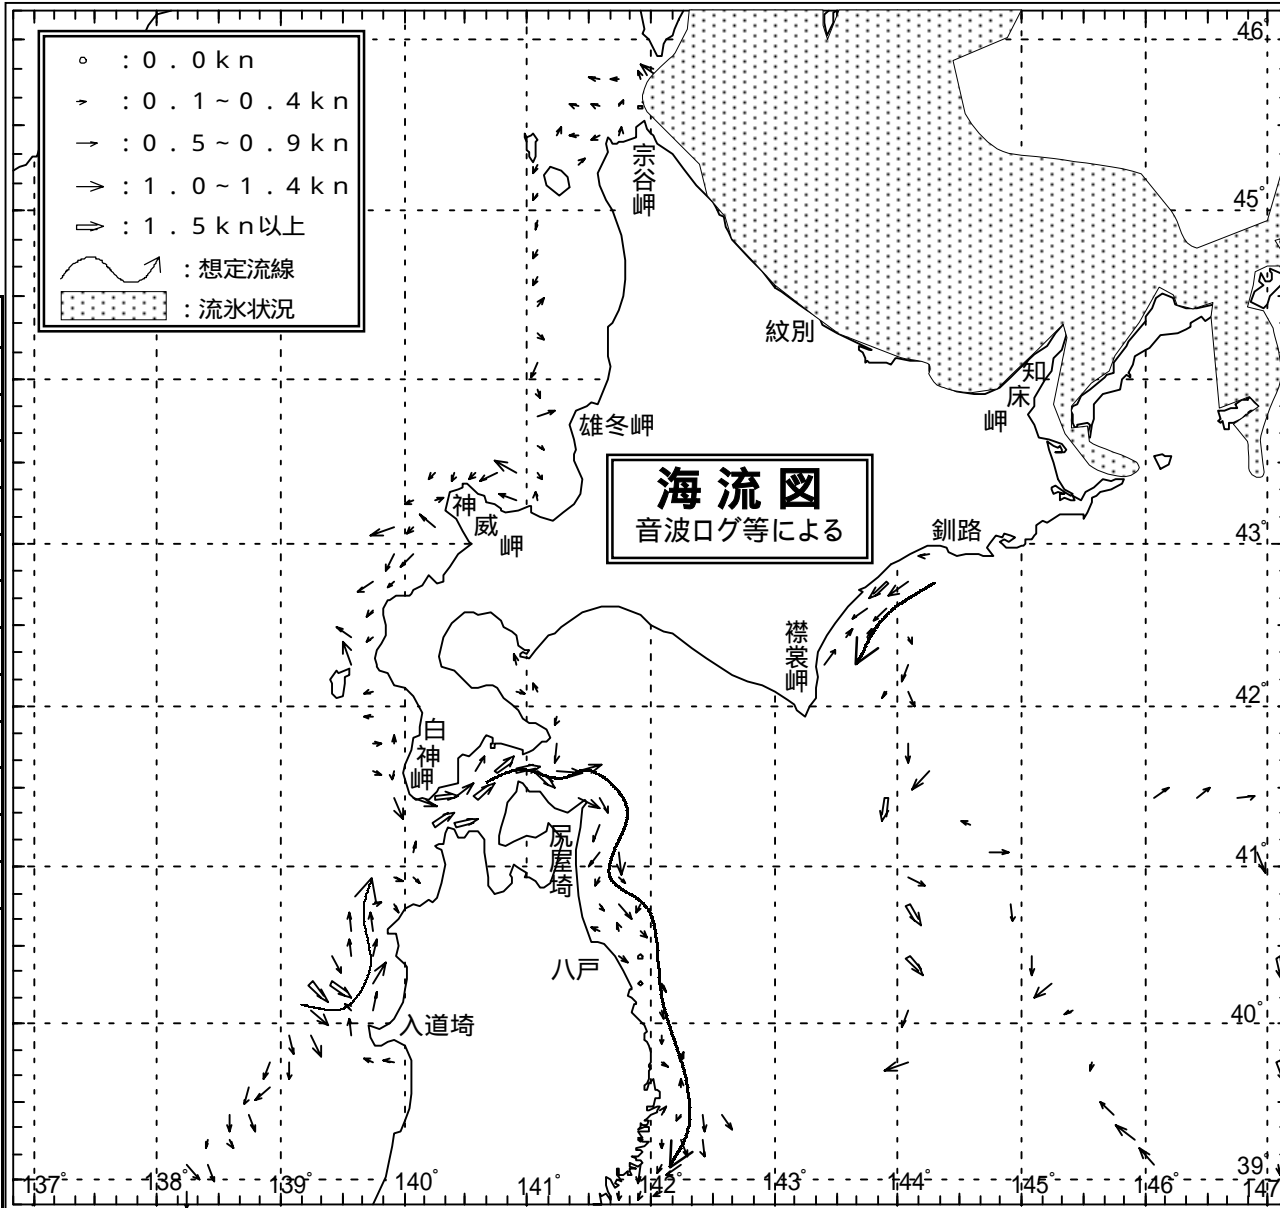 ：０．０ｋｎ
：０．１~０．４ｋｎ
：０．５~０．９ｋｎ
：１．０~１．４ｋｎ
：１．５ｋｎ以上
：想定流線
：流氷状況
46°
宗谷岬
45°
紋別
知床岬
雄冬岬
海流図
音波ログ等による
神威岬
釧路
43°
襟裳岬
42°
白神岬
尻屋埼
41°
八戸
入道埼
40°
39°
137°
138°
139°
140°
141°
142°
143°
144°
145°
146°
147°